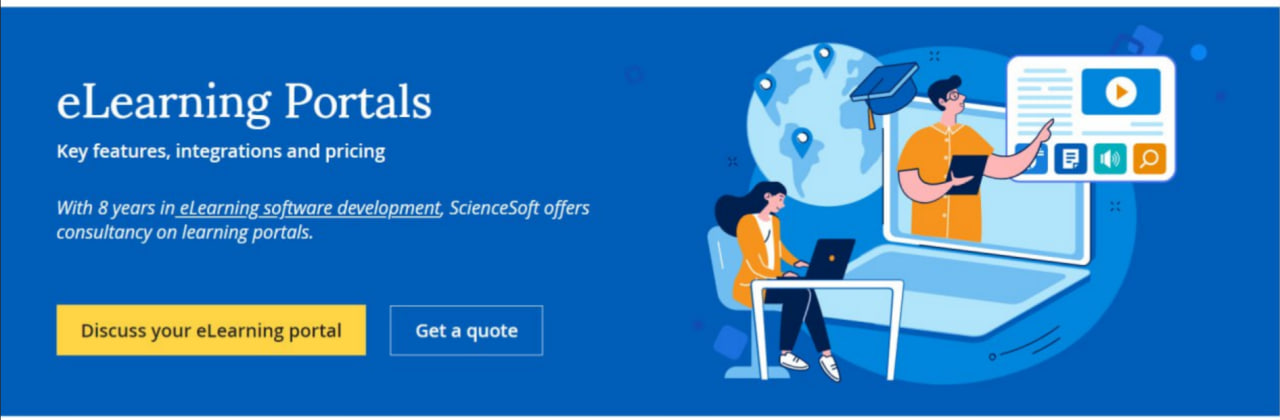 eLearning Portals
Key features, integrations and pricing
With 8 years in eLearning software development, ScienceSoft offers
consultancy on learning portals.
Discuss your eLearning portal
Get a quote